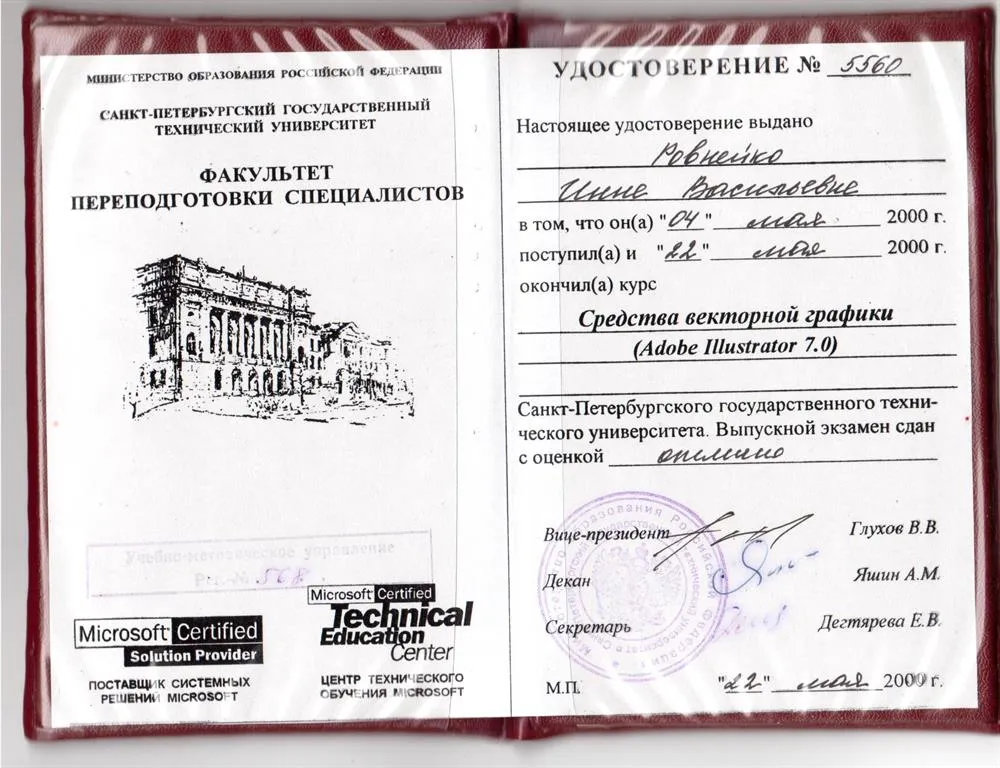 МИНИСТЕРСТВО ОБРАЗОВАНИЯ РОССИЙСКОЙ ФЕДЕРАЦИИ
САНКТ-ПЕТЕРБУРГСКИЙ ГОСУДАРСТВЕННЫЙ
ТЕХНИЧЕСКИЙ УНИВЕРСИТЕТ
ФАКУЛЬТЕТ
ПЕРЕПОДГОТОВКИ СПЕЦИАЛИСТОВ
Учебно-методическое управление
Рег. № 568
Microsoft Certified
Solution Provider
ПОСТАВЩИК СИСТЕМНЫХ
РЕШЕНИЙ MICROSOFT
Microsoft Certified
Technical
Education
Center
ЦЕНТР ТЕХНИЧЕСКОГО
ОБУЧЕНИЯ MICROSOFT
УДОСТОВЕРЕНИЕ № 5560
Настоящее удостоверение выдано
Ровнейко
Инне Васильевне
в том, что он(а) "04" мая 2000 г.
поступил(а) и "22" мая 2000 г.
окончил(а) курс
Средства векторной графики
(Adobe Illustrator 7.0)
Санкт-Петербургского государственного техни-
ческого университета. Выпускной экзамен сдан
с оценкой отлично
Вице-президент Глухов В.В.
Декан Яшин А.М.
Секретарь Дегтярева Е.В.
М.П. "22" мая 2000 г.